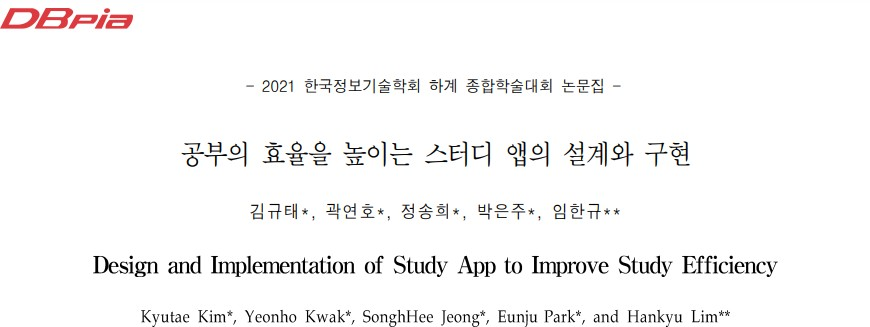 DBpia
- 2021 한국정보기술학회 하계 종합학술대회 논문집 -
공부의 효율을 높이는 스터디 앱의 설계와 구현
김규태*, 곽연호*, 정송희*, 박은주*, 임한규**
Design and Implementation of Study App to Improve Study Efficiency
Kyutae Kim*, Yeonho Kwak*, SonghHee Jeong*, Eunju Park*, and Hankyu Lim**